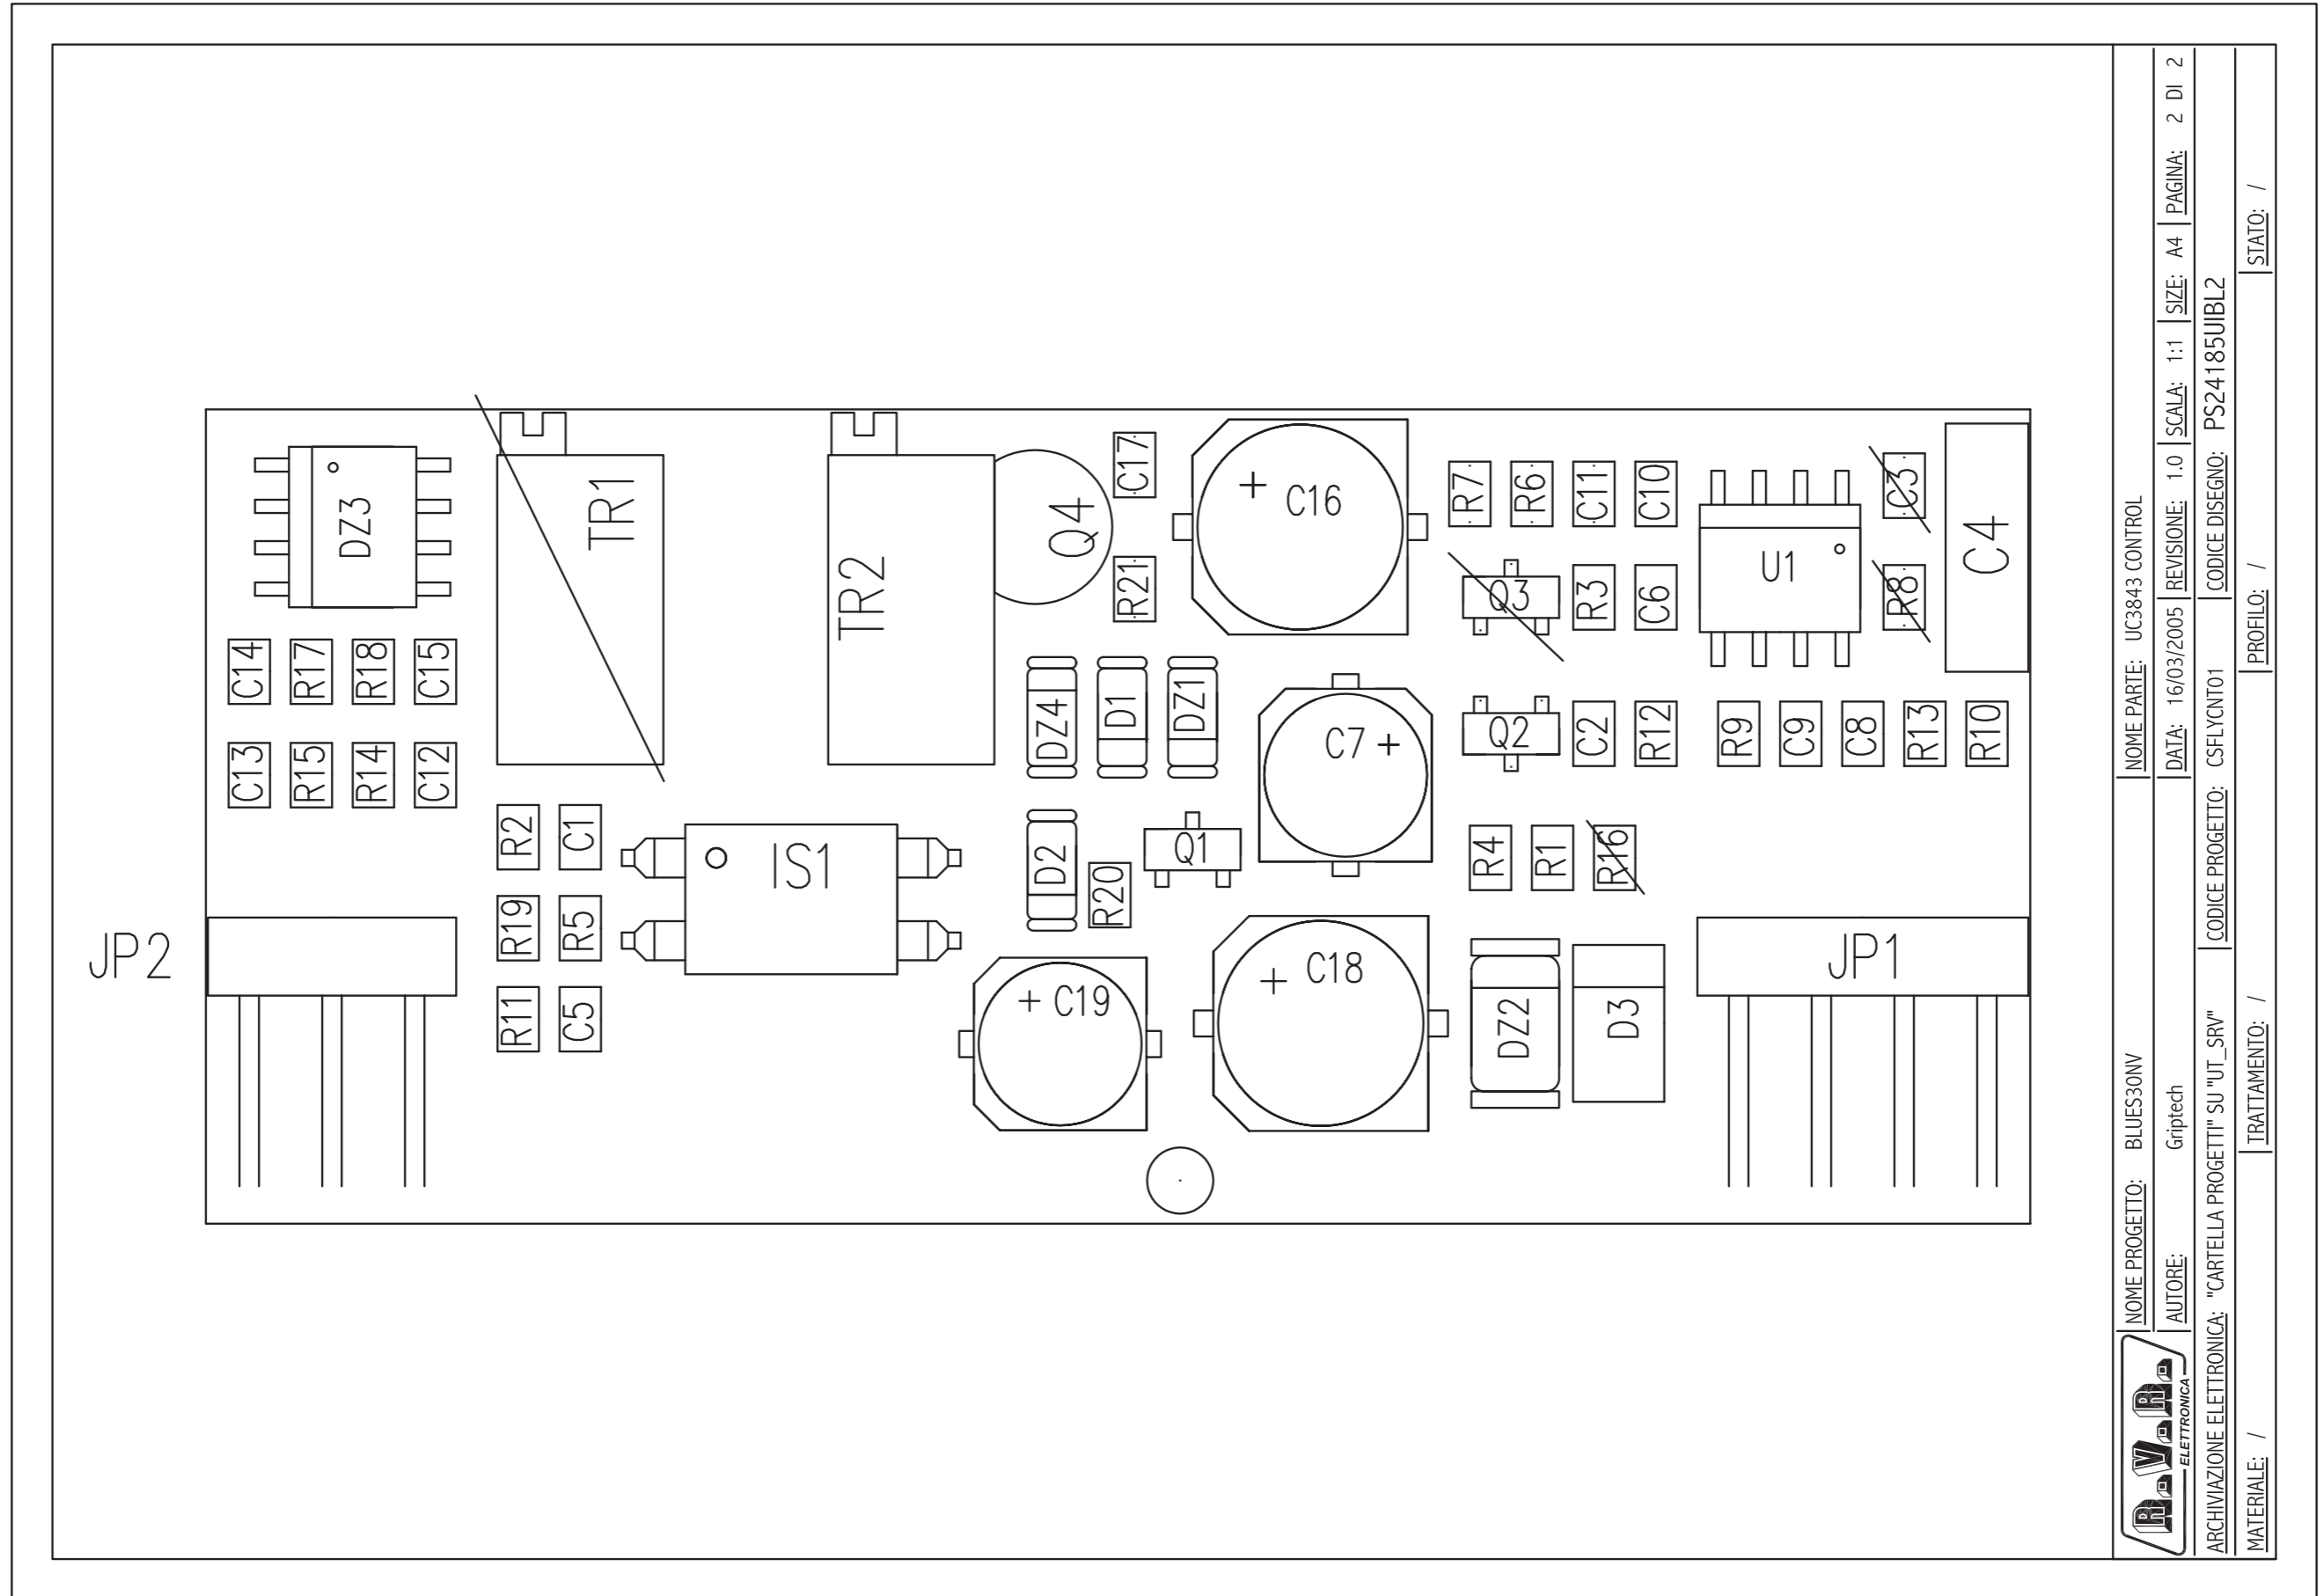 DZ3
TR1
TR2
Q4
C17
R21
C16
+
R7
R6
C11
C10
Q3
R3
C6
U1
C3
R8
C4
C14
R17
R18
C15
C13
R15
R14
C12
DZ4
D1
DZ1
C7 +
Q2
C2
R12
R9
C9
C8
R13
R10
R2
C1
IS1
D2
R20
Q1
R4
R1
R16
JP2
R19
R5
R11
C5
+ C19
+ C18
DZ2
D3
JP1
R.V.R.
ELETTRONICA
NOME PROGETTO: BLUES30NV NOME PARTE: UC3843 CONTROL
AUTORE: Griptech DATA: 16/03/2005 REVISIONE: 1.0 SCALA: 1:1 SIZE: A4 PAGINA: 2 DI 2
ARCHIVIAZIONE ELETTRONICA: "CARTELLA PROGETTI" SU "UT_SRV" CODICE PROGETTO: CSFLYCNT01 CODICE DISEGNO: PS24185UIBL2
MATERIALE: / TRATTAMENTO: / PROFILO: / STATO: /